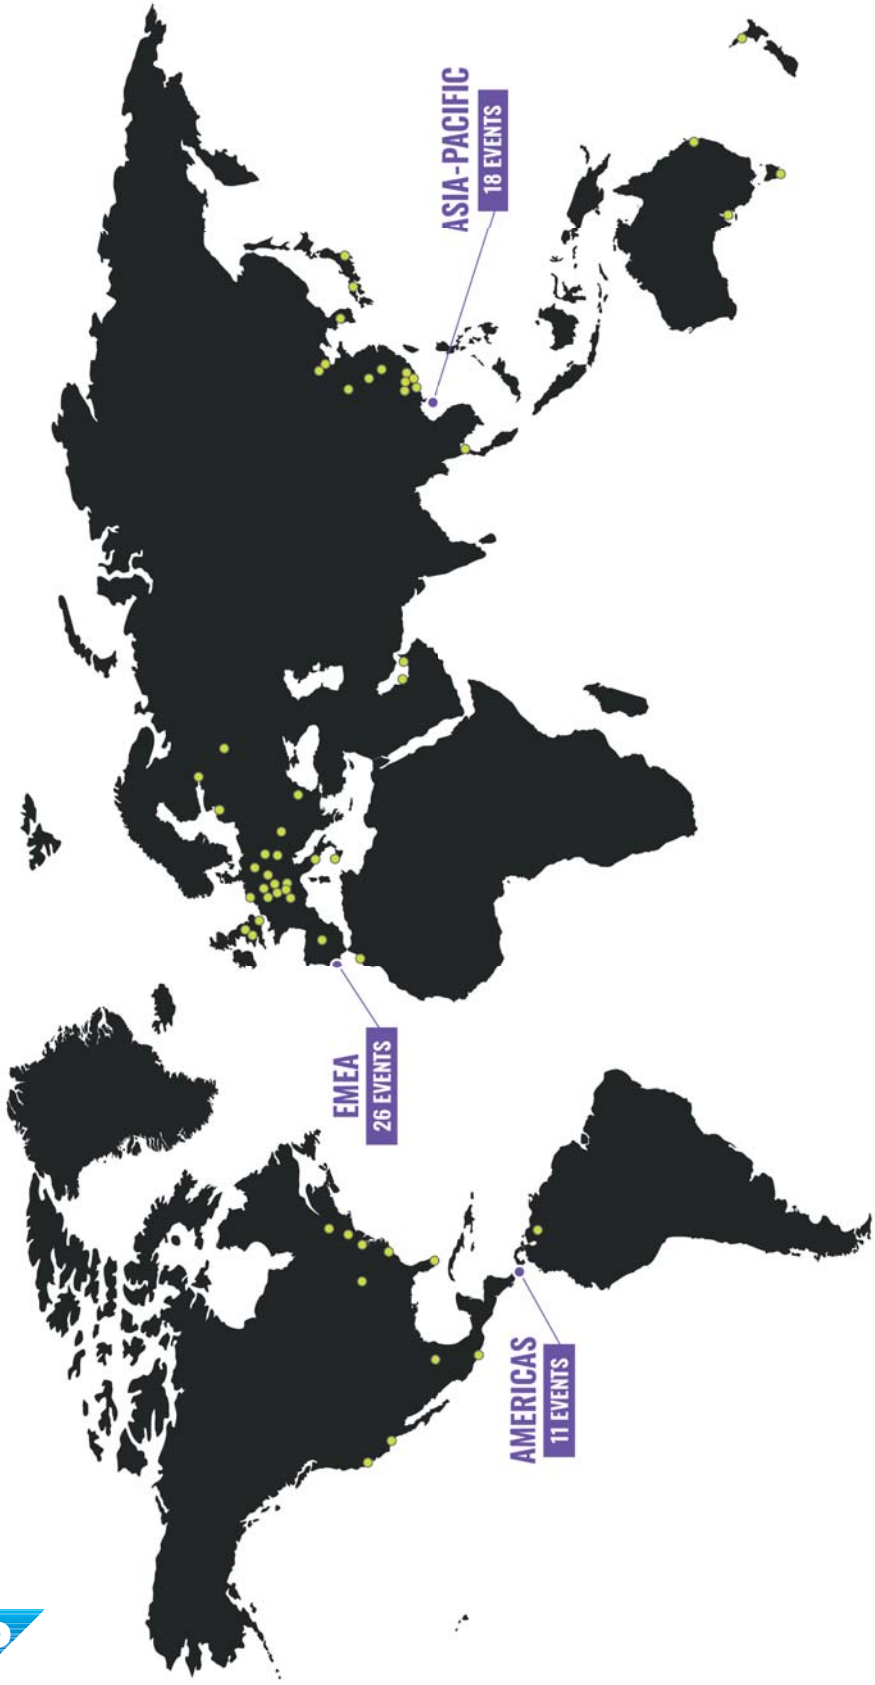 AMERICAS
11 EVENTS
EMEA
26 EVENTS
ASIA-PACIFIC
18 EVENTS